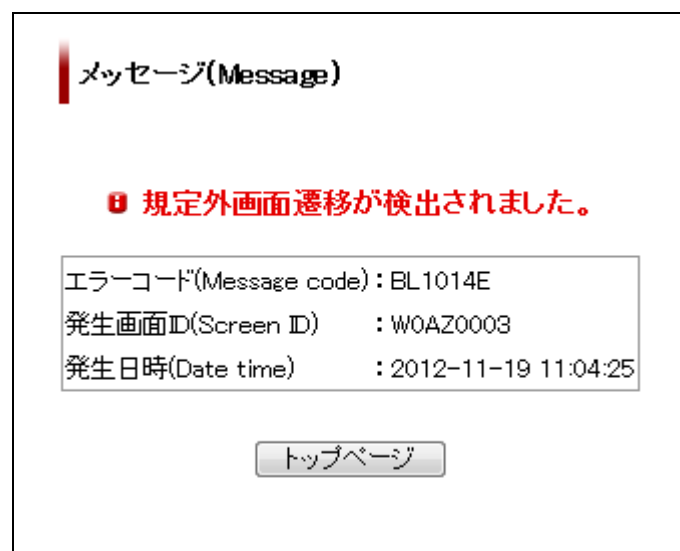 メッセージ(Message)
規定外画面遷移が検出されました。
エラーコード(Message code):BL1014E
発生画面ID(Screen ID):W0AZ0003
発生日時(Date time):2012-11-19 11:04:25
トップページ